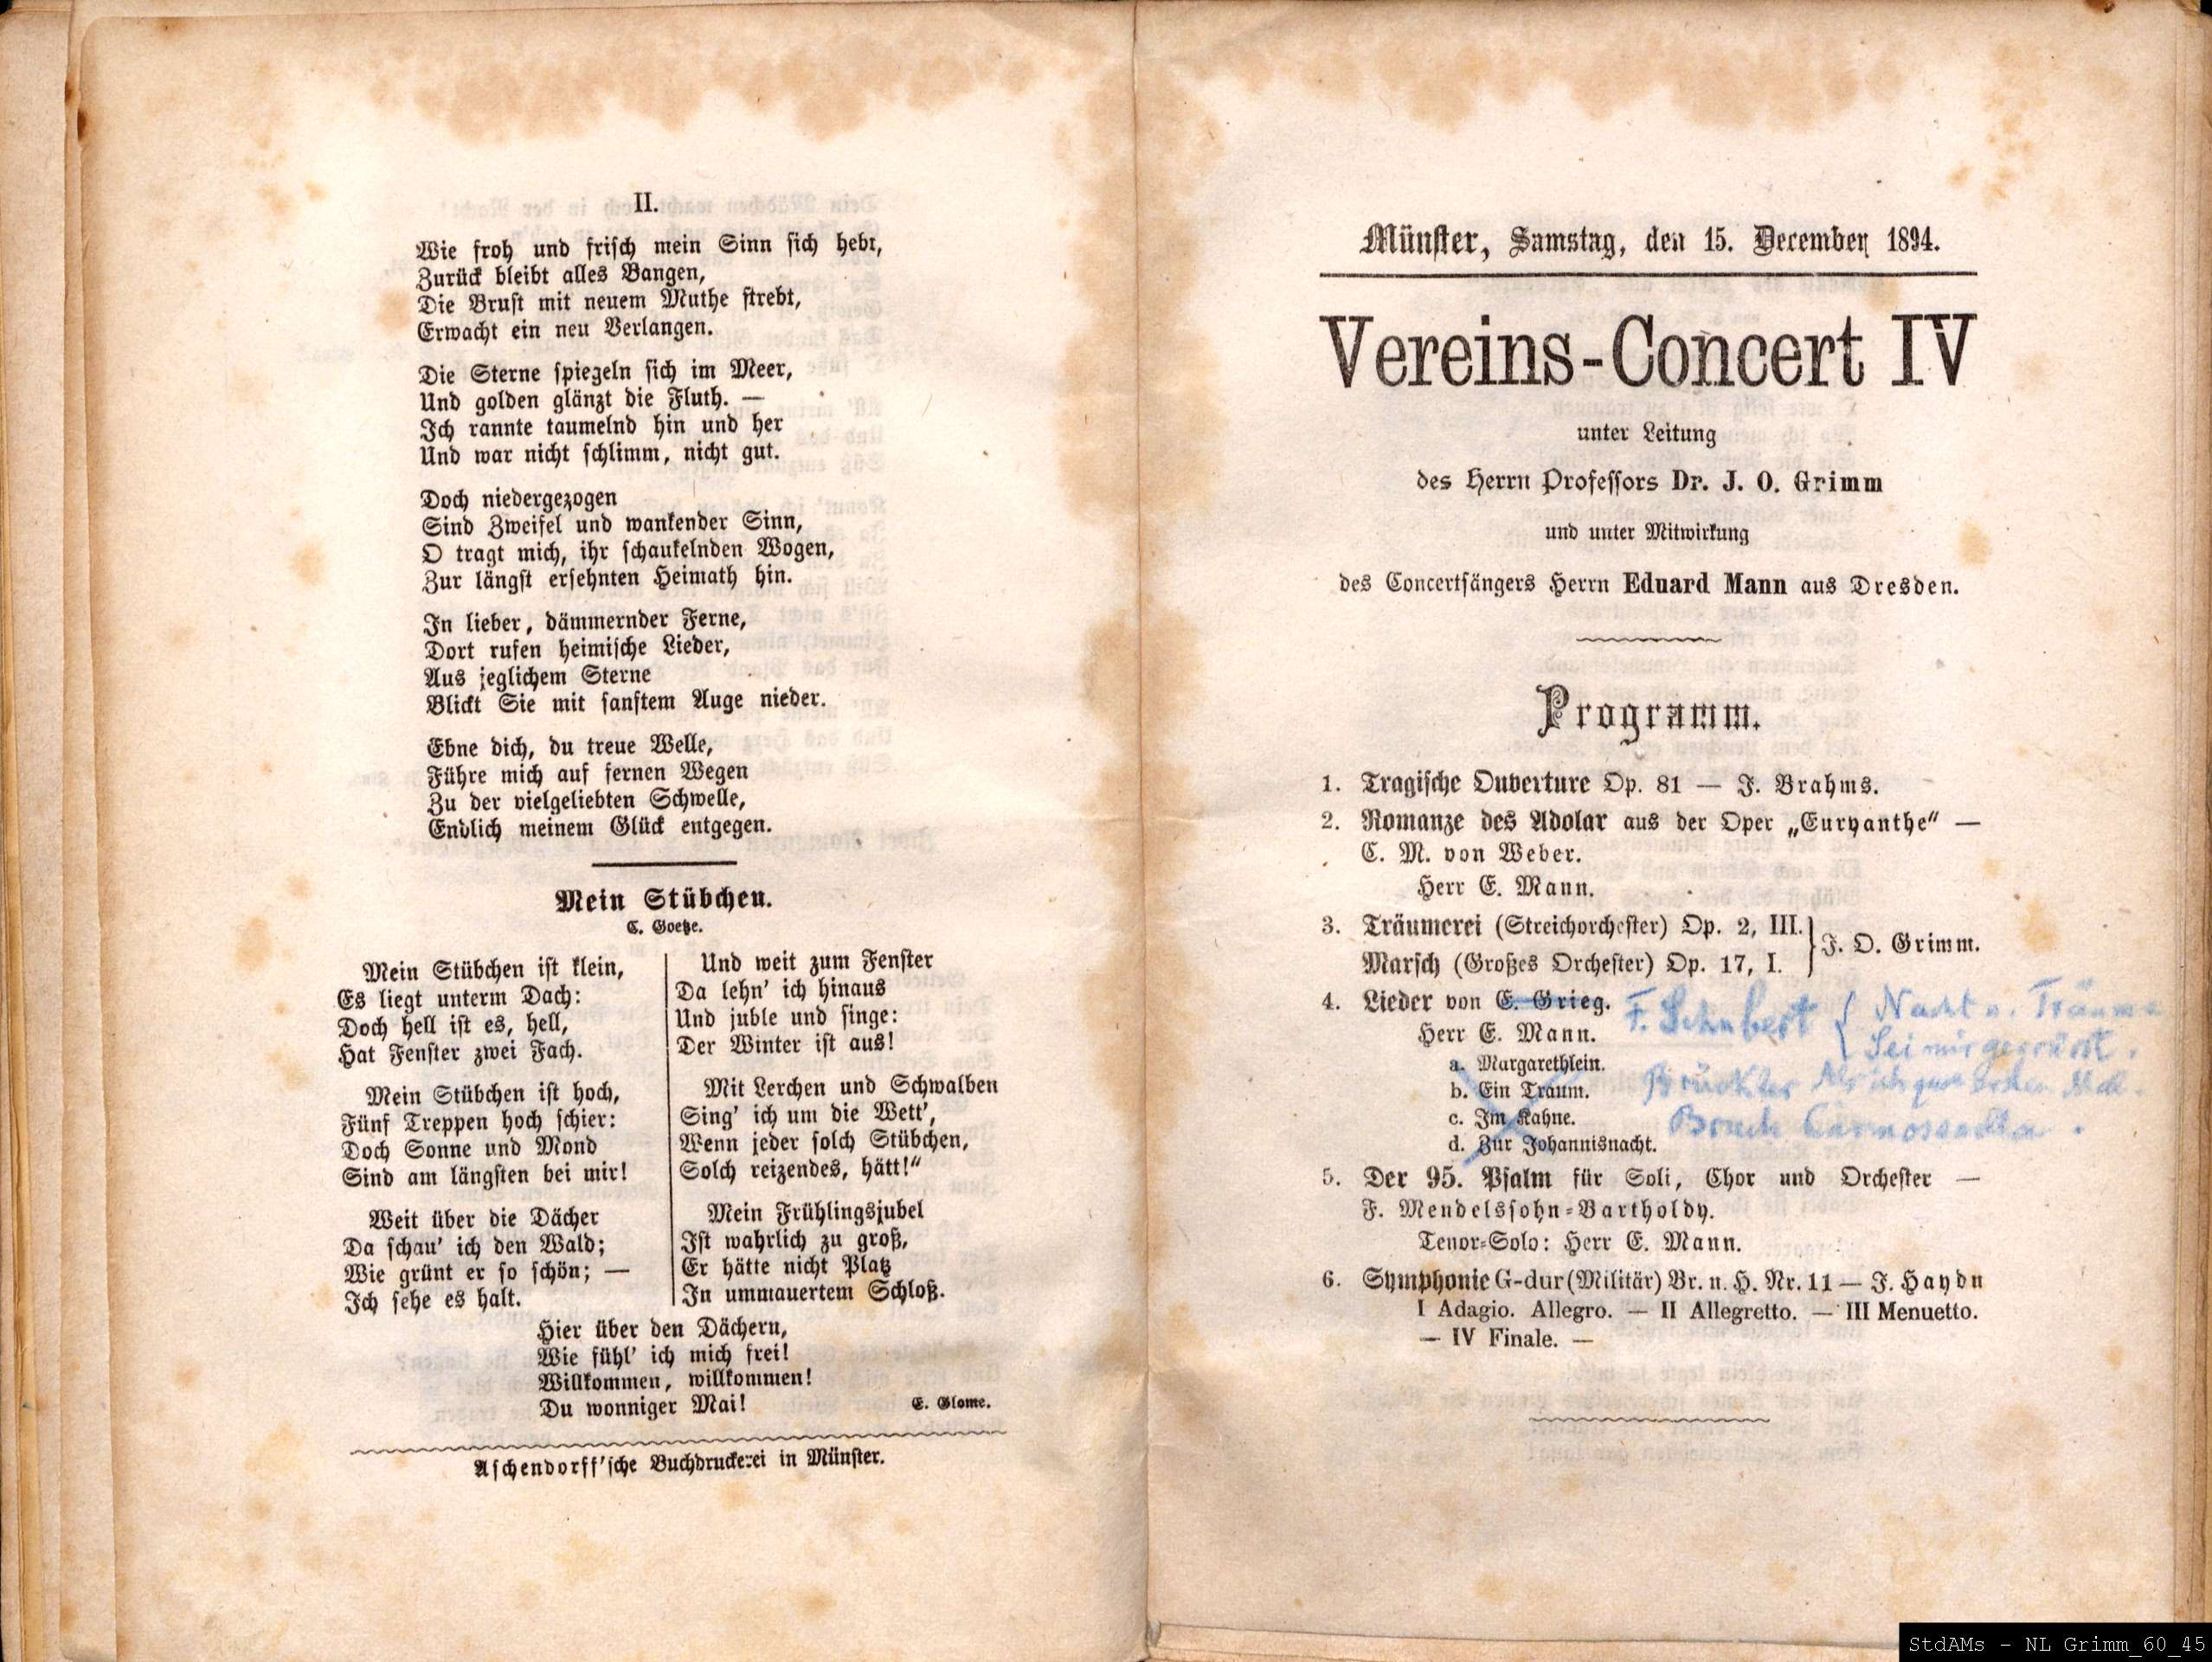 II.
Wie froh und frisch mein Sinn sich hebt,
Zurück bleibt alles Bangen,
Die Brust mit neuem Muthe strebt,
Erwacht ein neu Verlangen.
Die Sterne spiegeln sich im Meer,
Und golden glänzt die Fluth. —
Ich rannte taumelnd hin und her
Und war nicht schlimm, nicht gut.
Doch niedergezogen
Sind Zweifel und wankender Sinn,
O tragt mich, ihr schaukelnden Wogen,
Zur längst ersehnten Heimath hin.
In lieber, dämmernder Ferne,
Dort rufen heimische Lieder,
Aus jeglichem Sterne
Blickt Sie mit sanftem Auge nieder.
Ebne dich, du treue Welle,
Führe mich auf fernen Wegen
Zu der vielgeliebten Schwelle,
Endlich meinem Glück entgegen.
Mein Stübchen.
C. Goetze.
Mein Stübchen ist klein,
Es liegt unterm Dach:
Doch hell ist es, hell,
Hat Fenster zwei Fach.
Mein Stübchen ist hoch,
Fünf Treppen hoch schier:
Doch Sonne und Mond
Sind am längsten bei mir!
Weit über die Dächer
Da schau' ich den Wald;
Wie grünt er so schön; —
Ich sehe es halt.
Und weit zum Fenster
Da lehn' ich hinaus
Und juble und singe:
Der Winter ist aus!
Mit Lerchen und Schwalben
Sing' ich um die Wett',
Wenn jeder solch Stübchen,
Solch reizendes, hätt!“
Mein Frühlingsjubel
Ist wahrlich zu groß,
Er hätte nicht Platz
In ummauertem Schloß.
Hier über den Dächern,
Wie fühl' ich mich frei!
Willkommen, willkommen!
Du wonniger Mai!
E. Glome.
Aschendorff'sche Buchdruckerei in Münster.
Münster, Samstag, den 15. December 1894.
Vereins-Concert IV
unter Leitung
des Herrn Professors Dr. J. O. Grimm
und unter Mitwirkung
des Concertsängers Herrn Eduard Mann aus Dresden.
Programm.
1. Tragische Ouverture Op. 81 — J. Brahms.
2. Romanze des Adolar aus der Oper „Euryanthe“ —
C. M. von Weber.
Herr E. Mann.
3. Träumerei (Streichorchester) Op. 2, III.
Marsch (Großes Orchester) Op. 17, I.
J. O. Grimm.
4. Lieder von E. Grieg. F. Schubert { Nacht u. Träume
Sei mir gegrüsst.
Herr E. Mann.
a. Margarethlein.
b. Ein Traum. Brückler Als ich zum ersten Mal.
c. Im Kahne. Bruch
d. Zur Johannisnacht.
5. Der 95. Psalm für Soli, Chor und Orchester —
F. Mendelssohn-Bartholdy.
Tenor-Solo: Herr E. Mann.
6. Symphonie G-dur (Militär) Br. u. H. Nr. 11 — J. Haydn
I Adagio. Allegro. — II Allegretto. — III Menuetto.
— IV Finale. —
StdAMs - NL Grimm_60_45